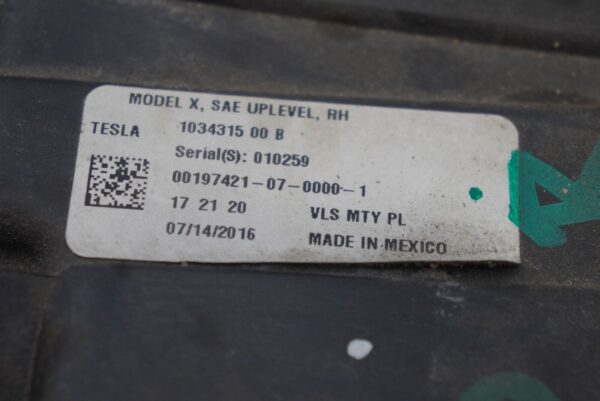 MODEL X, SAE UPLEVEL, RH
TESLA 1034315 00 B
Serial(S): 010259
00197421-07-0000-1
17 21 20 VLS MTY PL
07/14/2016 MADE IN MEXICO